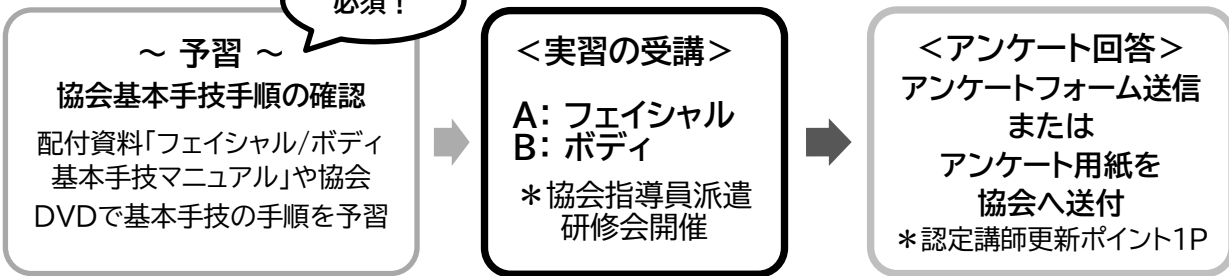 必須！
～ 予習 ～
協会基本手技手順の確認
配付資料「フェイシャル/ボディ
基本手技マニュアル」や協会
DVDで基本手技の手順を予習
＜実習の受講＞
A： フェイシャル
B： ボディ
＊協会指導員派遣
研修会開催
＜アンケート回答＞
アンケートフォーム送信
または
アンケート用紙を
協会へ送付
＊認定講師更新ポイント1P